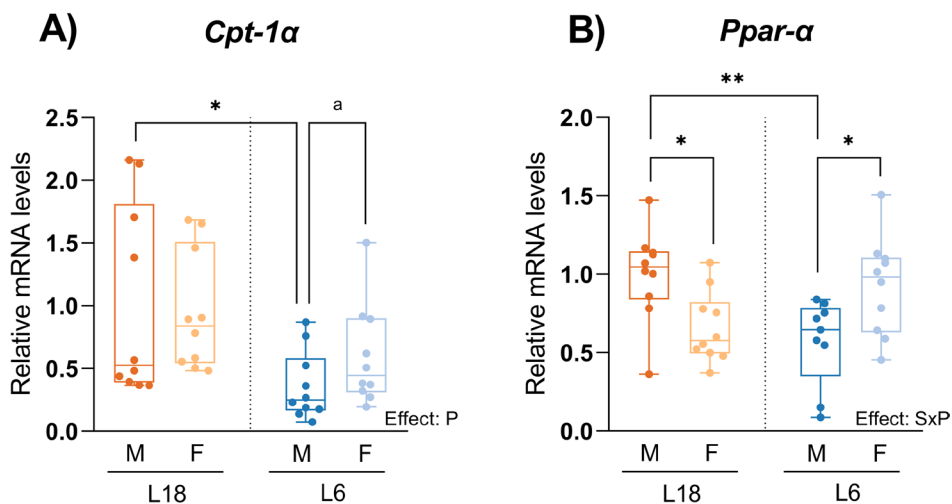 A)
Cpt-1α
Relative mRNA levels
2.5
2.0
1.5
1.0
0.5
0.0
*
a
Effect: P
M F M F
L18 L6
B)
Ppar-α
Relative mRNA levels
2.0
1.5
1.0
0.5
0.0
**
* *
Effect: SxP
M F M F
L18 L6